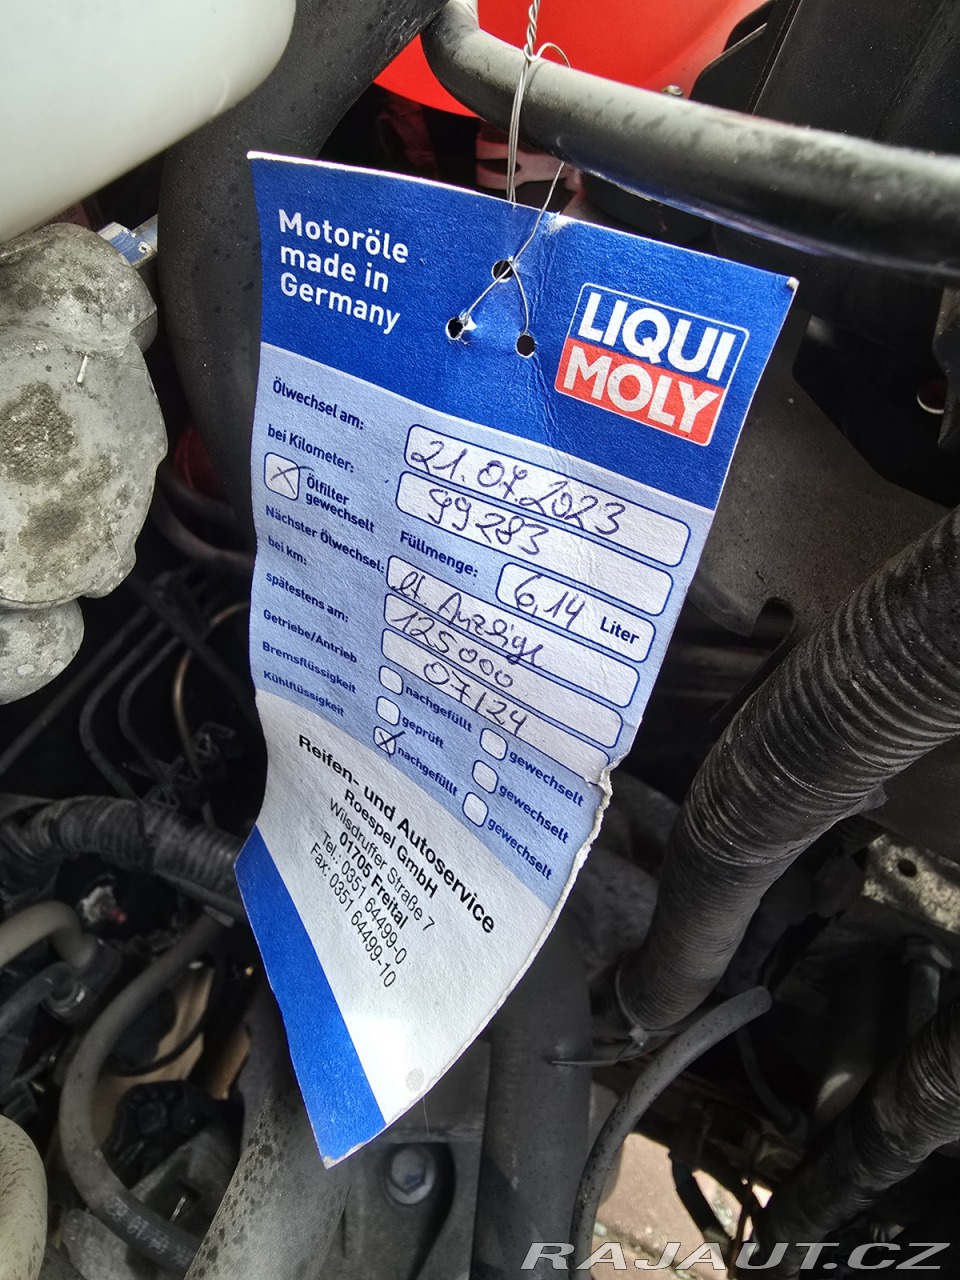 Motoröle
made in
Germany
LIQUI
MOLY
Ölwechsel am: 21.07.2023
bei Kilometer: 99283
Ölfilter
gewechselt
Füllmenge: 6,14 Liter
Nächster Ölwechsel: lt. Anzeige
bei km: 125000
spätestens am: 07/24
Getriebe/Antrieb nachgefüllt gewechselt
Bremsflüssigkeit geprüft gewechselt
Kühlflüssigkeit nachgefüllt gewechselt
Reifen- und Autoservice
Roespel GmbH
Wilsdruffer Straße 7
01705 Freital
Tel.: 0351 64499-0
Fax: 0351 64499-10
RAJAUT.CZ